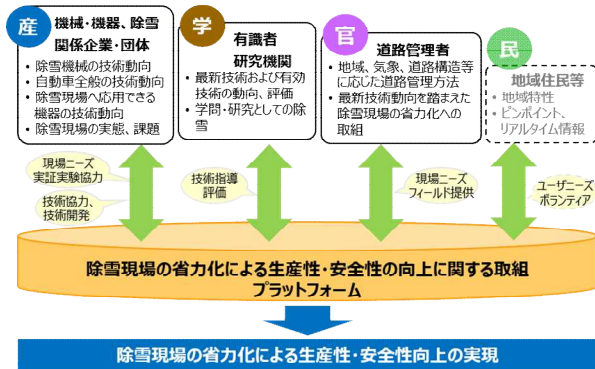 産
機械・機器、除雪
関係企業・団体
• 除雪機械の技術動向
• 自動車全般の技術動向
• 除雪現場へ応用できる
機器の技術動向
• 除雪現場の実態、課題
学
有識者
研究機関
• 最新技術および有効
技術の動向、評価
• 学問・研究としての除
雪
官
道路管理者
• 地域、気象、道路構造等
に応じた道路管理方法
• 最新技術動向を踏まえた
除雪現場の省力化への
取組
民
地域住民等
• 地域特性
• ピンポイント、
リアルタイム情報
現場ニーズ
実証実験協力
技術協力、
技術開発
技術指導
評価
現場ニーズ
フィールド提供
ユーザニーズ
ボランティア
除雪現場の省力化による生産性・安全性の向上に関する取組
プラットフォーム
除雪現場の省力化による生産性・安全性向上の実現